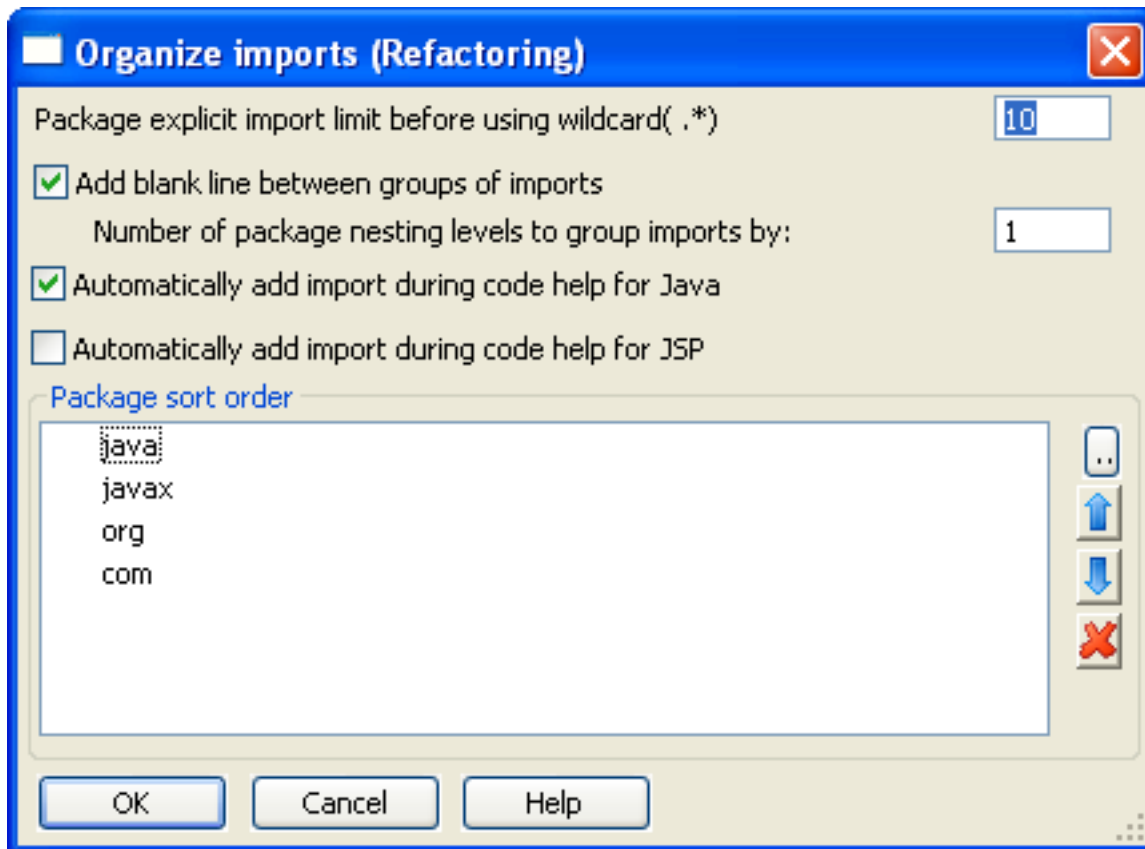 Organize imports (Refactoring)
Package explicit import limit before using wildcard( .*) 10
Add blank line between groups of imports
Number of package nesting levels to group imports by: 1
Automatically add import during code help for Java
Automatically add import during code help for JSP
Package sort order
java
..
javax
org
com
OK Cancel Help